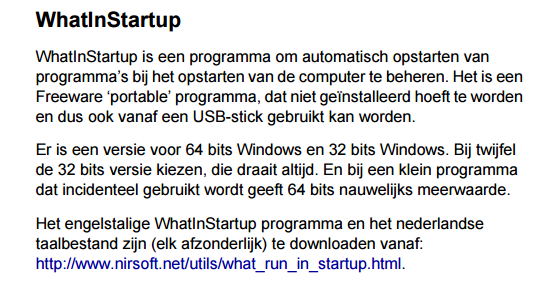 WhatInStartup
WhatInStartup is een programma om automatisch opstarten van
programma’s bij het opstarten van de computer te beheren. Het is een
Freeware ‘portable’ programma, dat niet geïnstalleerd hoeft te worden
en dus ook vanaf een USB-stick gebruikt kan worden.
Er is een versie voor 64 bits Windows en 32 bits Windows. Bij twijfel
de 32 bits versie kiezen, die draait altijd. En bij een klein programma
dat incidenteel gebruikt wordt geeft 64 bits nauwelijks meerwaarde.
Het engelstalige WhatInStartup programma en het nederlandse
taalbestand zijn (elk afzonderlijk) te downloaden vanaf:
http://www.nirsoft.net/utils/what_run_in_startup.html.